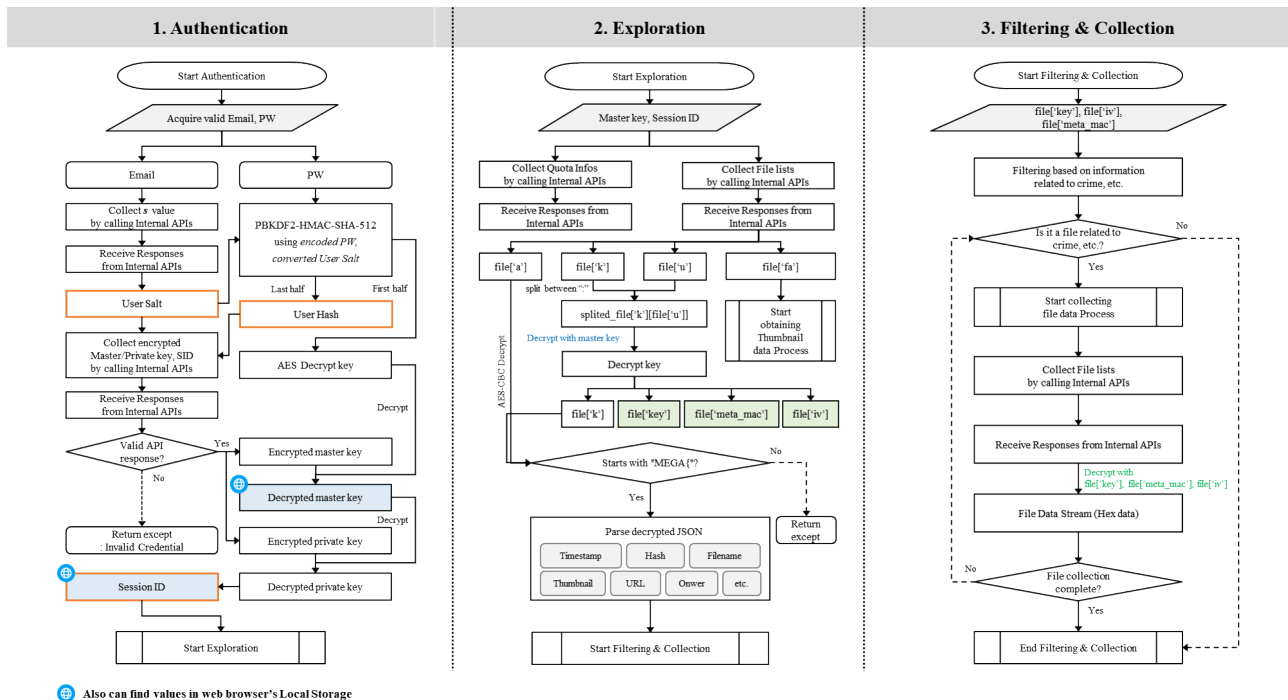 1. Authentication
Start Authentication
Acquire valid Email, PW
Email
PW
Collect s value
by calling Internal APIs
PBKDF2-HMAC-SHA-512
using encoded PW,
converted User Salt
Receive Responses
from Internal APIs
Last half
First half
User Salt
User Hash
Collect encrypted
Master/Private key, SID
by calling Internal APIs
AES Decrypt key
Receive Responses
from Internal APIs
Decrypt
Valid API
response?
Yes
No
Encrypted master key
Decrypted master key
Decrypt
Return except
: Invalid Credential
Encrypted private key
Session ID
Decrypted private key
Start Exploration
Also can find values in web browser's Local Storage
2. Exploration
Start Exploration
Master key, Session ID
Collect Quota Infos
by calling Internal APIs
Collect File lists
by calling Internal APIs
Receive Responses from
Internal APIs
Receive Responses from
Internal APIs
file['a']
file['k']
file['u']
file['fa']
split between ":"
splited_file['k'][file['u']]
Start
obtaining
Thumbnail
data Process
Decrypt with master key
AES-CBC Decrypt
Decrypt key
file['k']
file['key']
file['meta_mac']
file['iv']
Starts with "MEGA{"?
No
Yes
Return
except
Parse decrypted JSON
Timestamp
Hash
Filename
Thumbnail
URL
Onwer
etc.
Start Filtering & Collection
3. Filtering & Collection
Start Filtering & Collection
file['key'], file['iv'],
file['meta_mac']
Filtering based on information
related to crime, etc.
Is it a file related to
crime, etc.?
No
Yes
Start collecting
file data Process
Collect File lists
by calling Internal APIs
Receive Responses from Internal APIs
Decrypt with
file['key'], file['meta_mac'], file['iv']
File Data Stream (Hex data)
File collection
complete?
No
Yes
End Filtering & Collection